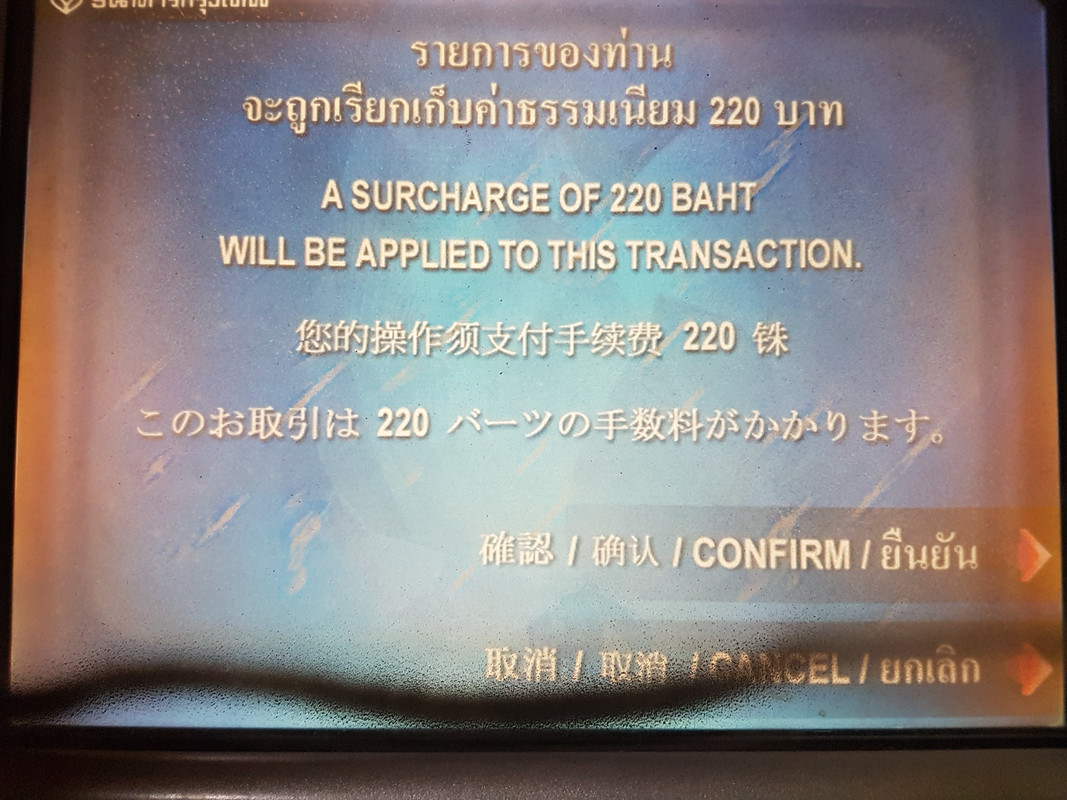 รายการของท่าน
จะถูกเรียกเก็บค่าธรรมเนียม 220 บาท
A SURCHARGE OF 220 BAHT
WILL BE APPLIED TO THIS TRANSACTION.
您的操作须支付手续费 220 铢
このお取引は 220 バーツの手数料がかかります。
確認 / 确认 / CONFIRM / ยืนยัน
取消 / 取消 / CANCEL / ยกเลิก